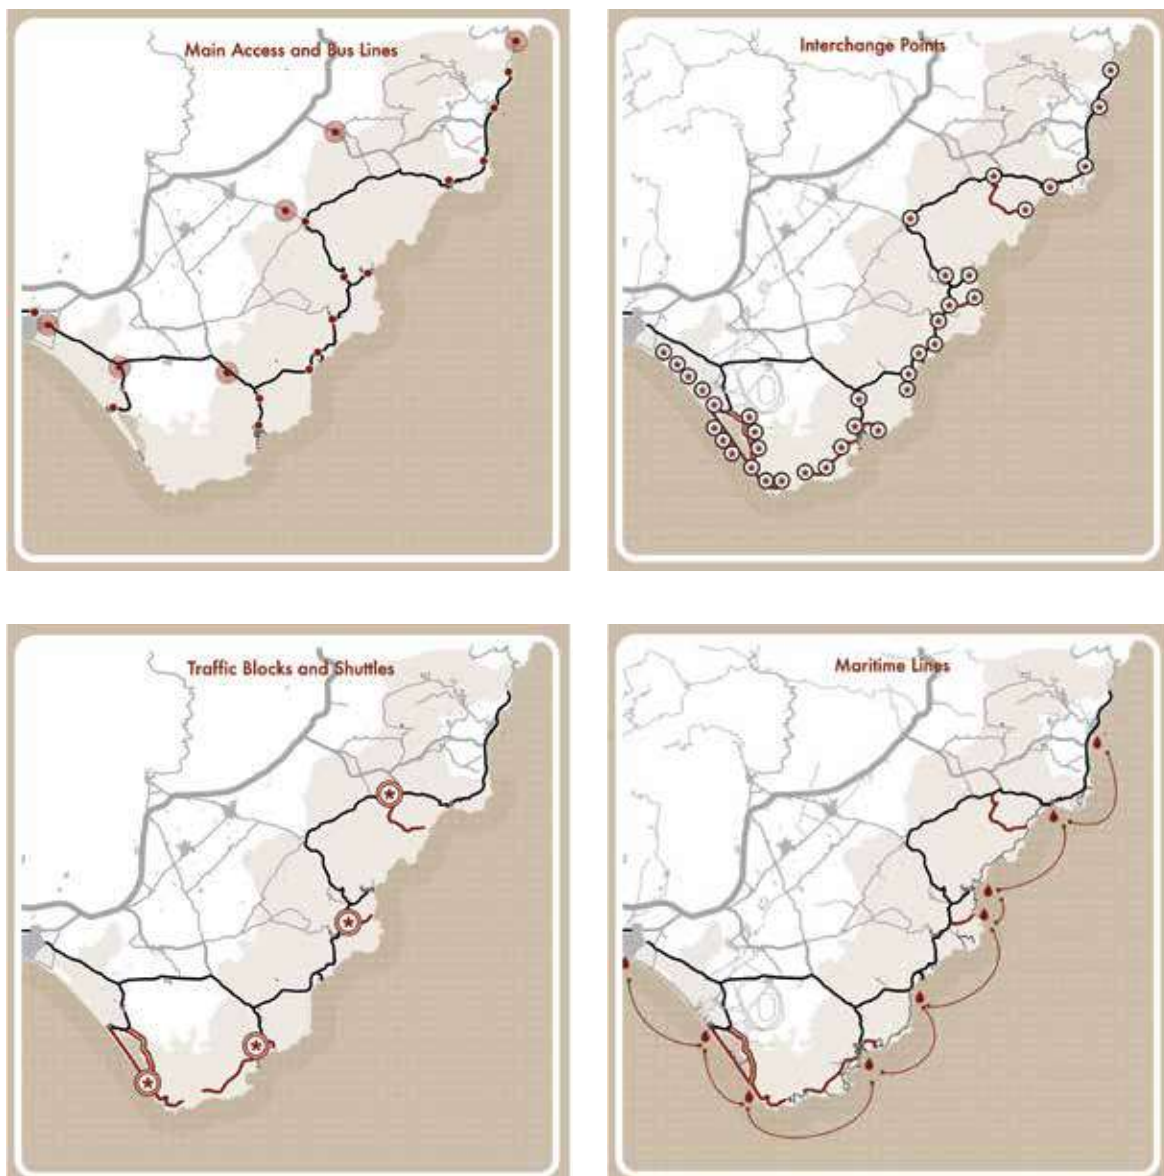 Main Access and Bus Lines
Interchange Points
Traffic Blocks and Shuttles
Maritime Lines